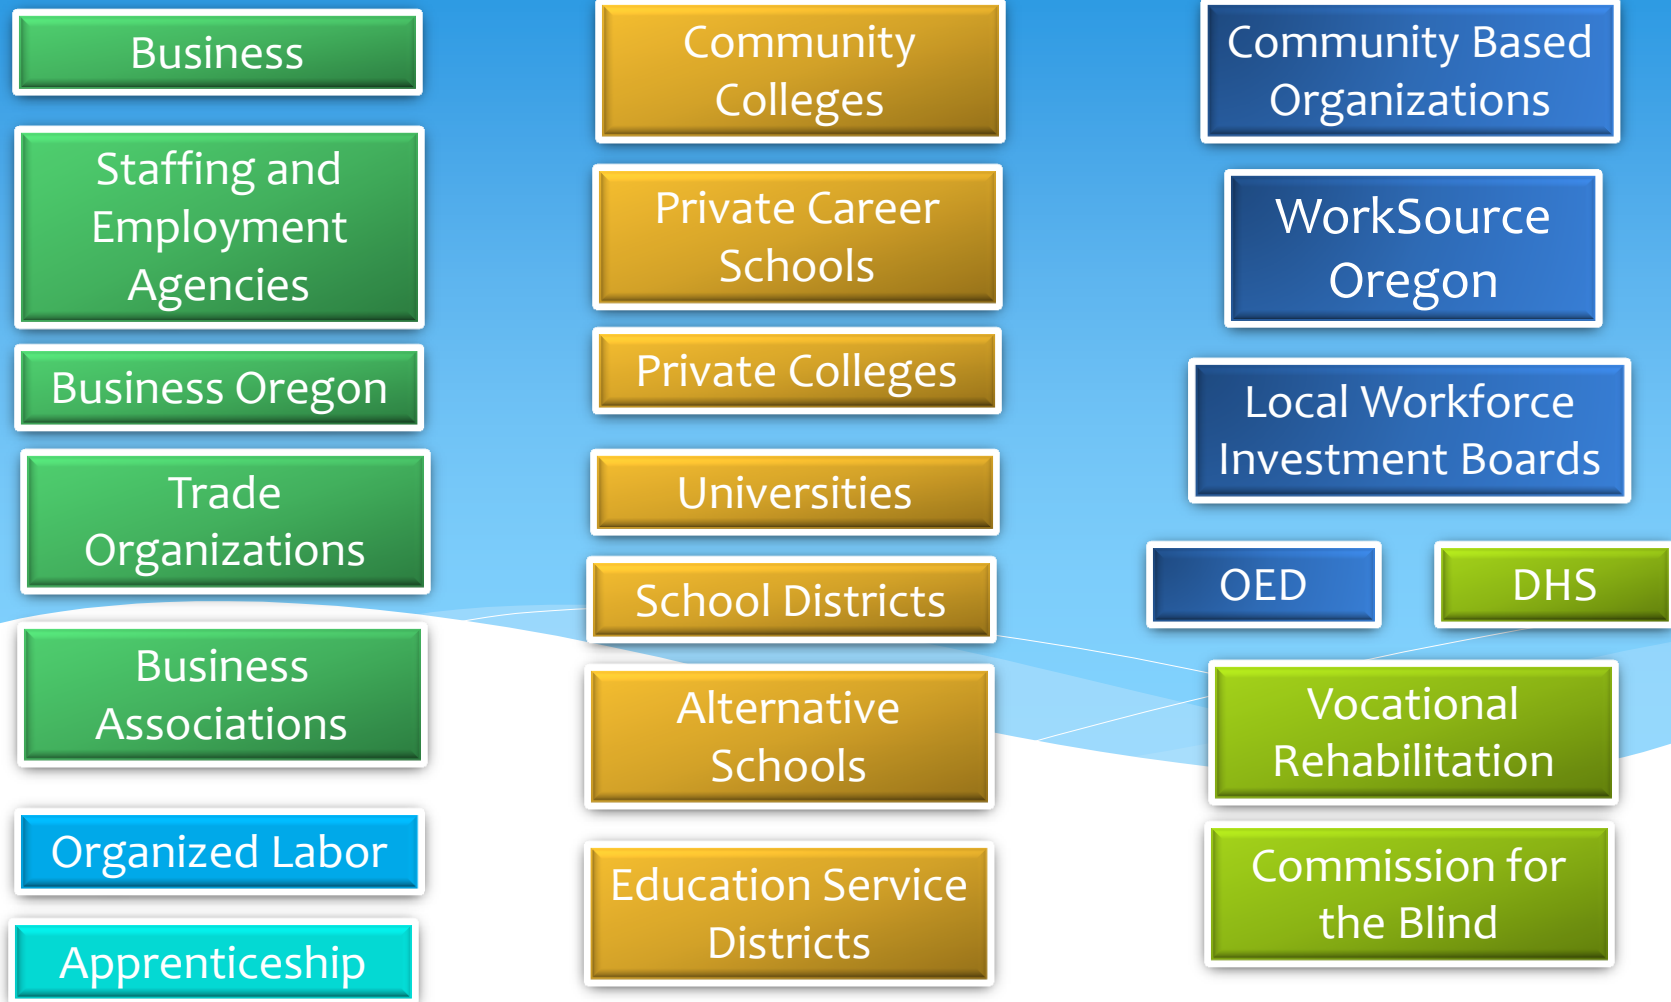 Business
Staffing and
Employment
Agencies
Business Oregon
Trade
Organizations
Business
Associations
Organized Labor
Apprenticeship
Community
Colleges
Private Career
Schools
Private Colleges
Universities
School Districts
Alternative
Schools
Education Service
Districts
Community Based
Organizations
WorkSource
Oregon
Local Workforce
Investment Boards
OED
DHS
Vocational
Rehabilitation
Commission for
the Blind